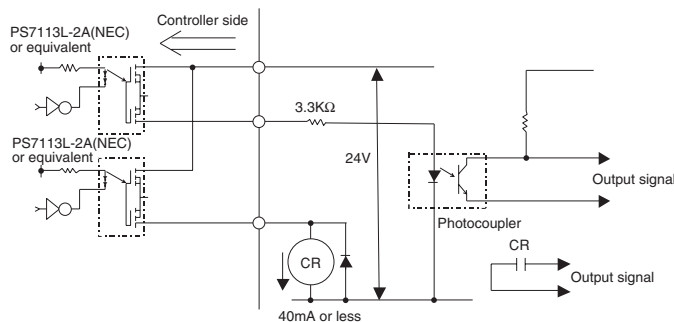 PS7113L-2A(NEC)
or equivalent
Controller side
3.3KΩ
PS7113L-2A(NEC)
or equivalent
24V
Output signal
Photocoupler
CR
CR
Output signal
40mA or less